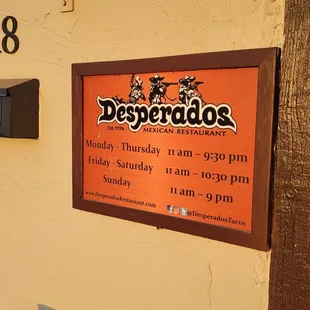 8
Desperados
Est 1976
MEXICAN RESTAURANT
Monday - Thursday 11 am – 9:30 pm
Friday - Saturday 11 am – 10:30 pm
Sunday 11 am – 9 pm
www.DesperadosRestaurant.com @DesperadosTacos